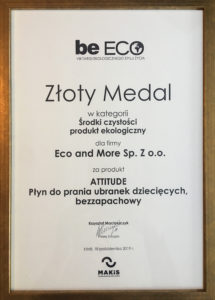 be ECO
Złoty Medal
w kategorii
Środki czystości
produkt ekologiczny
dla firmy
Eco and More Sp. Z o.o.
za produkt
ATTITUDE
Płyn do prania ubranek dziecięcych,
bezzapachowy
MAKiS